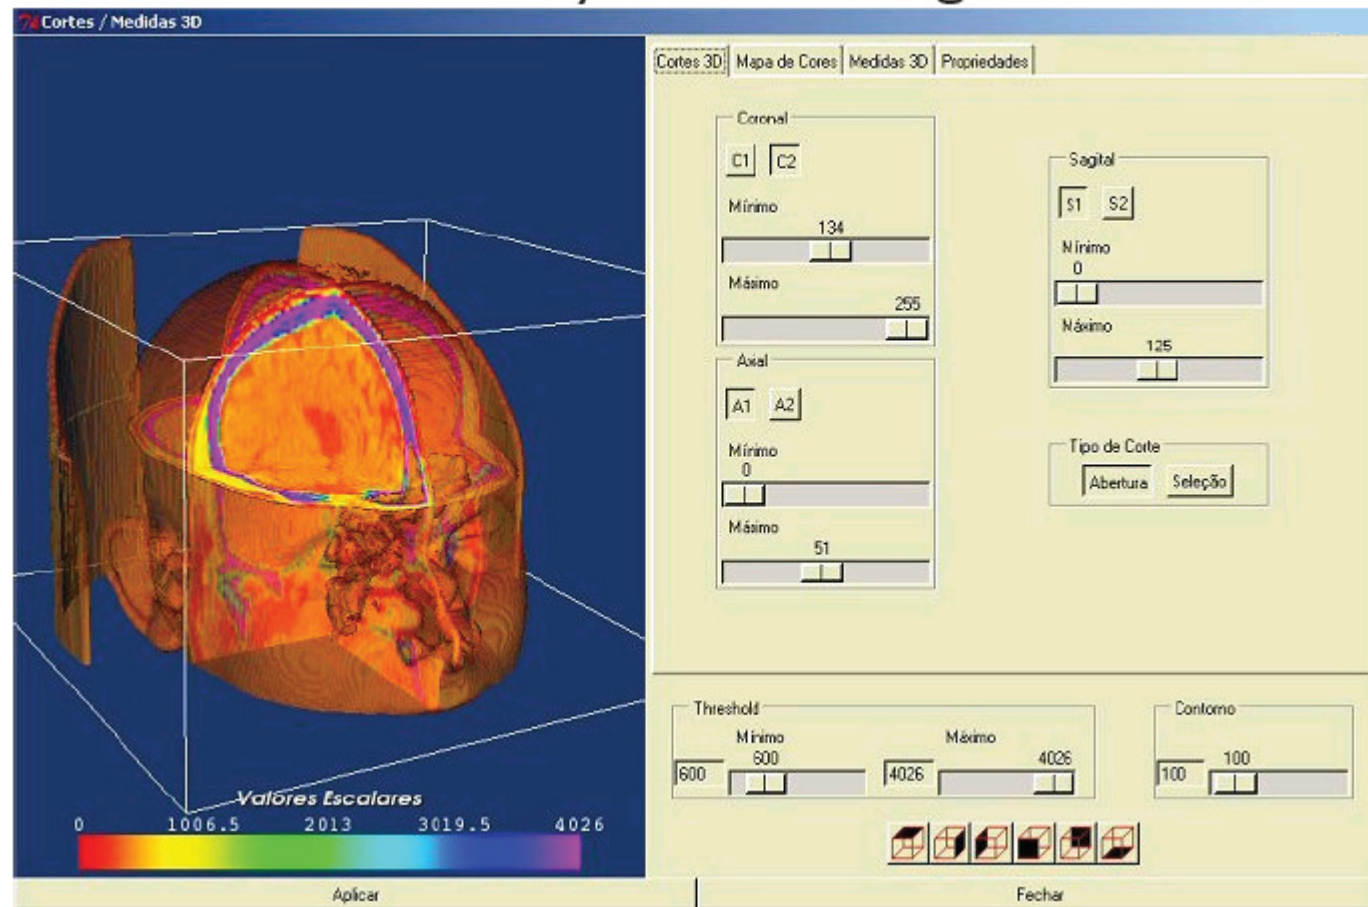 Cortes / Medidas 3D
Cortes 3D Mapa de Cores Medidas 3D Propriedades
Coronal
C1 C2
Mínimo
134
Máximo
255
Axial
A1 A2
Mínimo
0
Máximo
51
Sagital
S1 S2
Mínimo
0
Máximo
125
Tipo de Corte
Abertura Seleção
Threshold
Mínimo Máximo
600 600 4026 4026
Contorno
100 100
Valores Escalares
0 1006.5 2013 3019.5 4026
Aplicar Fechar